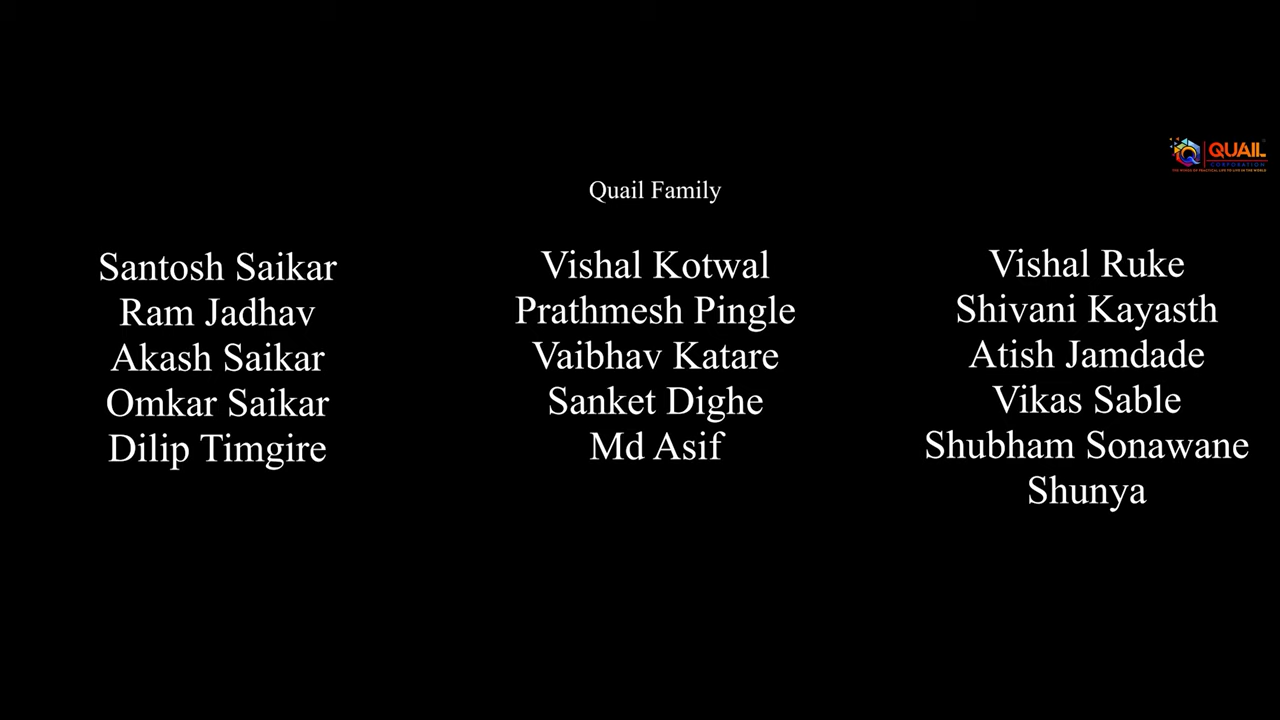 QUAIL
CORPORATION
Quail Family
Santosh Saikar
Ram Jadhav
Akash Saikar
Omkar Saikar
Dilip Timgire
Vishal Kotwal
Prathmesh Pingle
Vaibhav Katare
Sanket Dighe
Md Asif
Vishal Ruke
Shivani Kayasth
Atish Jamdade
Vikas Sable
Shubham Sonawane
Shunya